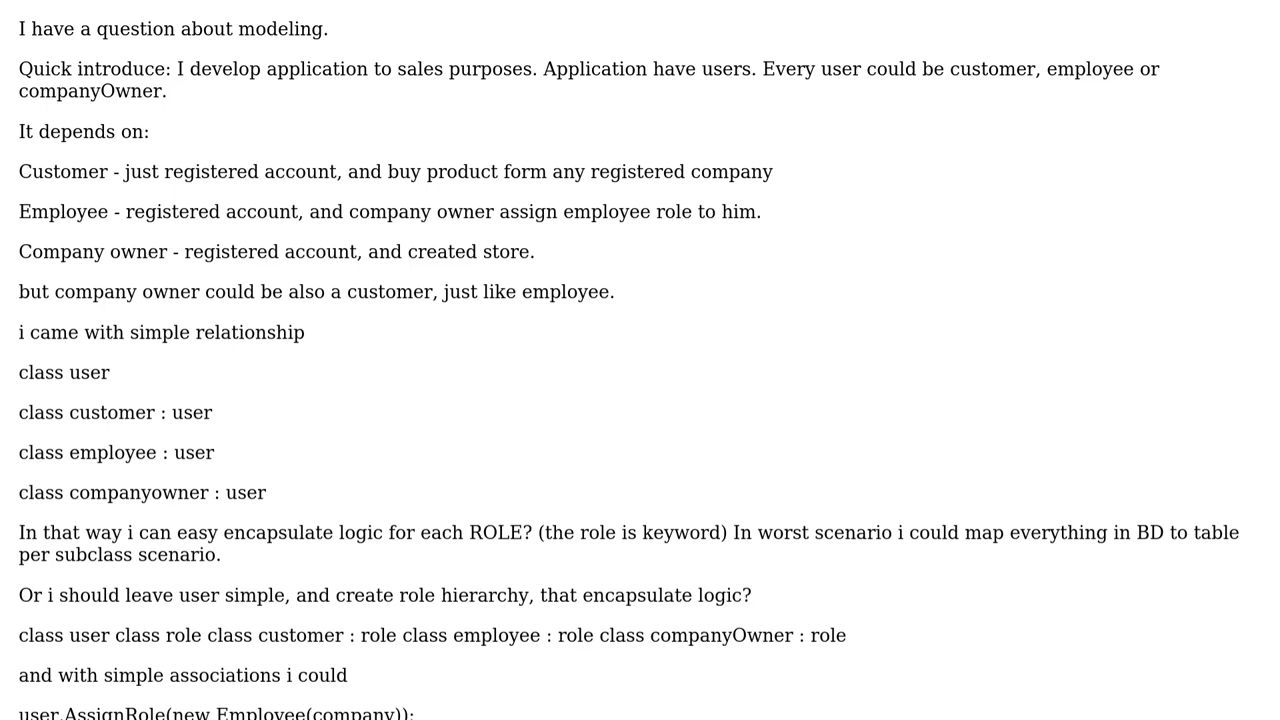 I have a question about modeling.
Quick introduce: I develop application to sales purposes. Application have users. Every user could be customer, employee or
companyOwner.
It depends on:
Customer - just registered account, and buy product form any registered company
Employee - registered account, and company owner assign employee role to him.
Company owner - registered account, and created store.
but company owner could be also a customer, just like employee.
i came with simple relationship
class user
class customer : user
class employee : user
class companyowner : user
In that way i can easy encapsulate logic for each ROLE? (the role is keyword) In worst scenario i could map everything in BD to table
per subclass scenario.
Or i should leave user simple, and create role hierarchy, that encapsulate logic?
class user class role class customer : role class employee : role class companyOwner : role
and with simple associations i could
user.AssignRole(new Employee(company));